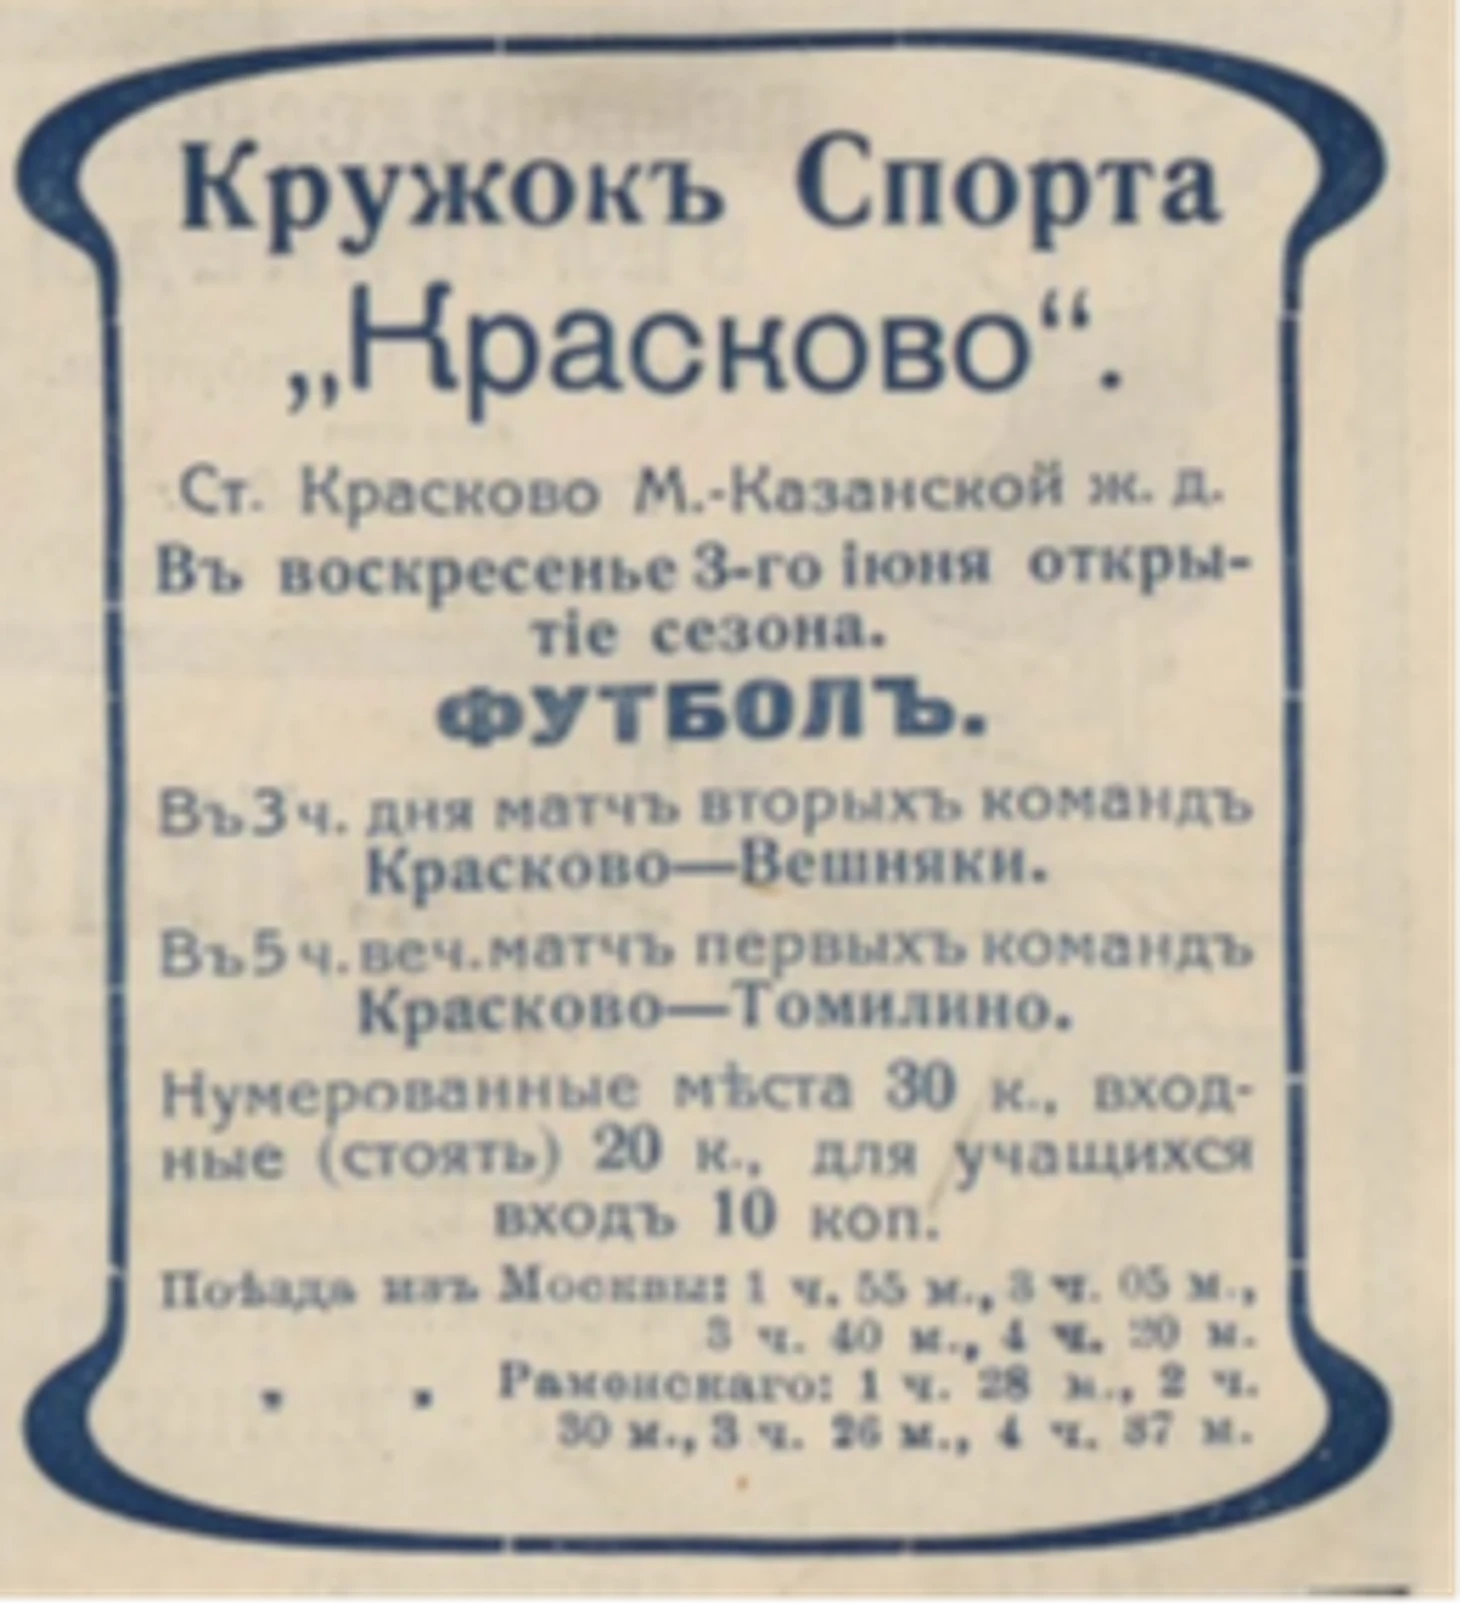 Кружокъ Спорта
„Красково“.
Ст. Красково М.-Казанской ж. д.
Въ воскресенье 3-го іюня откры-
тіе сезона.
ФУТБОЛЪ.
Въ 3 ч. дня матчъ вторыхъ командъ
Красково—Вешняки.
Въ 5 ч. веч. матчъ первыхъ командъ
Красково—Томилино.
Нумерованные мѣста 30 к., вход-
ные (стоять) 20 к., для учащихся
входъ 10 коп.
Поѣзда изъ Москвы: 1 ч. 55 м., 3 ч. 05 м.,
3 ч. 40 м., 4 ч. 20 м.
„ „ Раменскаго: 1 ч. 28 м., 2 ч.
30 м., 3 ч. 26 м., 4 ч. 37 м.